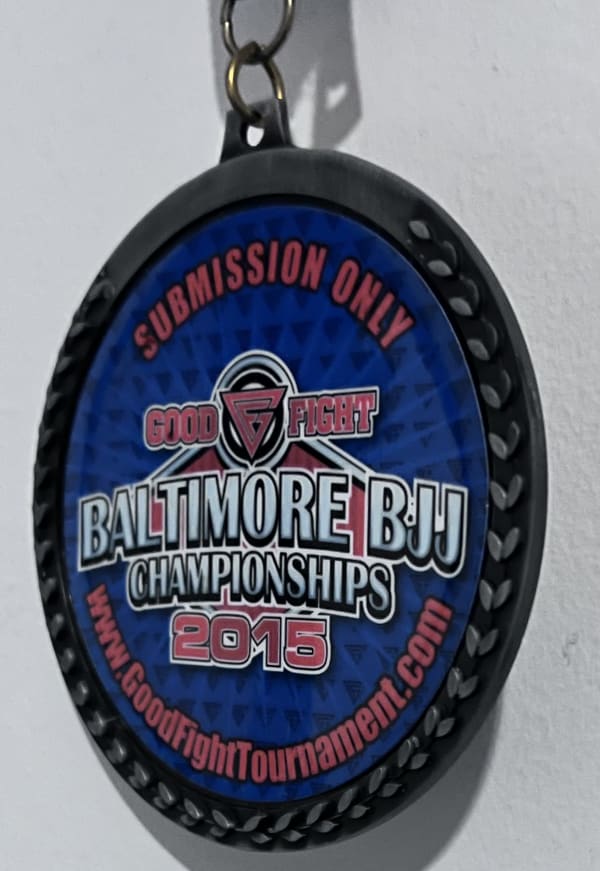 SUBMISSION ONLY
GOOD FIGHT
BALTIMORE BJJ
CHAMPIONSHIPS
2015
www.GoodFightTournament.com